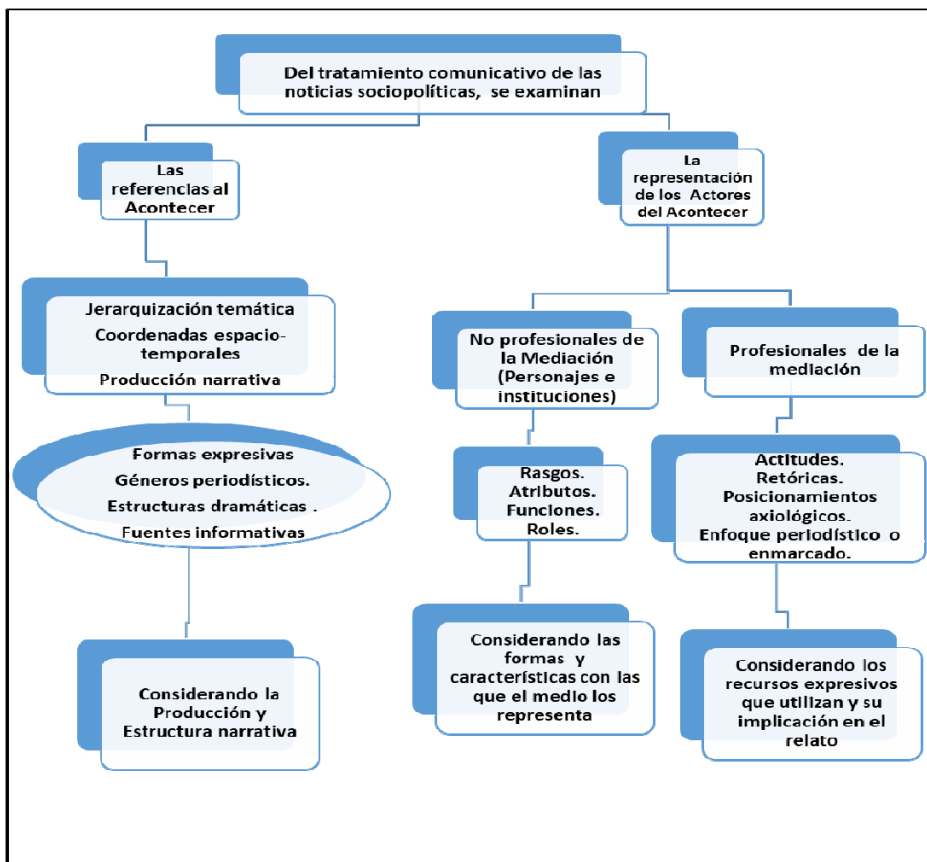 Del tratamiento comunicativo de las
noticias sociopolíticas, se examinan
Las
referencias al
Acontecer
La
representación
de los Actores
del Acontecer
Jerarquización temática
Coordenadas espacio-
temporales
Producción narrativa
No profesionales de
la Mediación
(Personajes e
instituciones)
Profesionales de la
mediación
Formas expresivas
Géneros periodísticos.
Estructuras dramáticas .
Fuentes informativas
Rasgos.
Atributos.
Funciones.
Roles.
Actitudes.
Retóricas.
Posicionamientos
axiológicos.
Enfoque periodístico o
enmarcado.
Considerando la
Producción y
Estructura narrativa
Considerando las
formas y
características con las
que el medio los
representa
Considerando los
recursos expresivos
que utilizan y su
implicación en el
relato